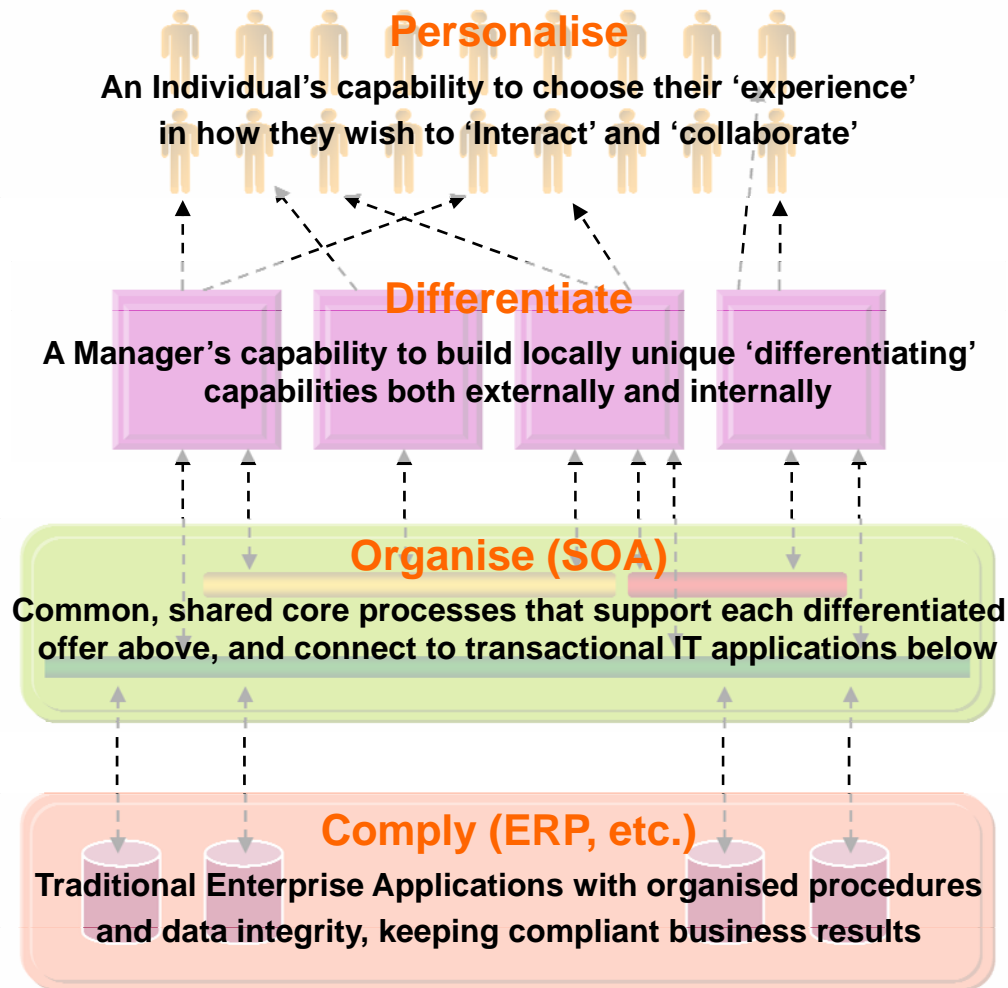 Personalise
An Individual’s capability to choose their ‘experience’
in how they wish to ‘Interact’ and ‘collaborate’
Differentiate
A Manager’s capability to build locally unique ‘differentiating’
capabilities both externally and internally
Organise (SOA)
Common, shared core processes that support each differentiated
offer above, and connect to transactional IT applications below
Comply (ERP, etc.)
Traditional Enterprise Applications with organised procedures
and data integrity, keeping compliant business results